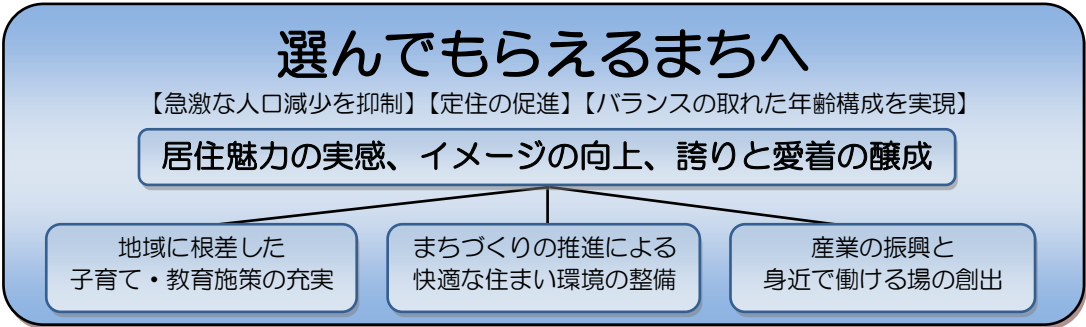 選んでもらえるまちへ
【急激な人口減少を抑制】【定住の促進】【バランスの取れた年齢構成を実現】
居住魅力の実感、イメージの向上、誇りと愛着の醸成
地域に根差した
子育て・教育施策の充実
まちづくりの推進による
快適な住まい環境の整備
産業の振興と
身近で働ける場の創出